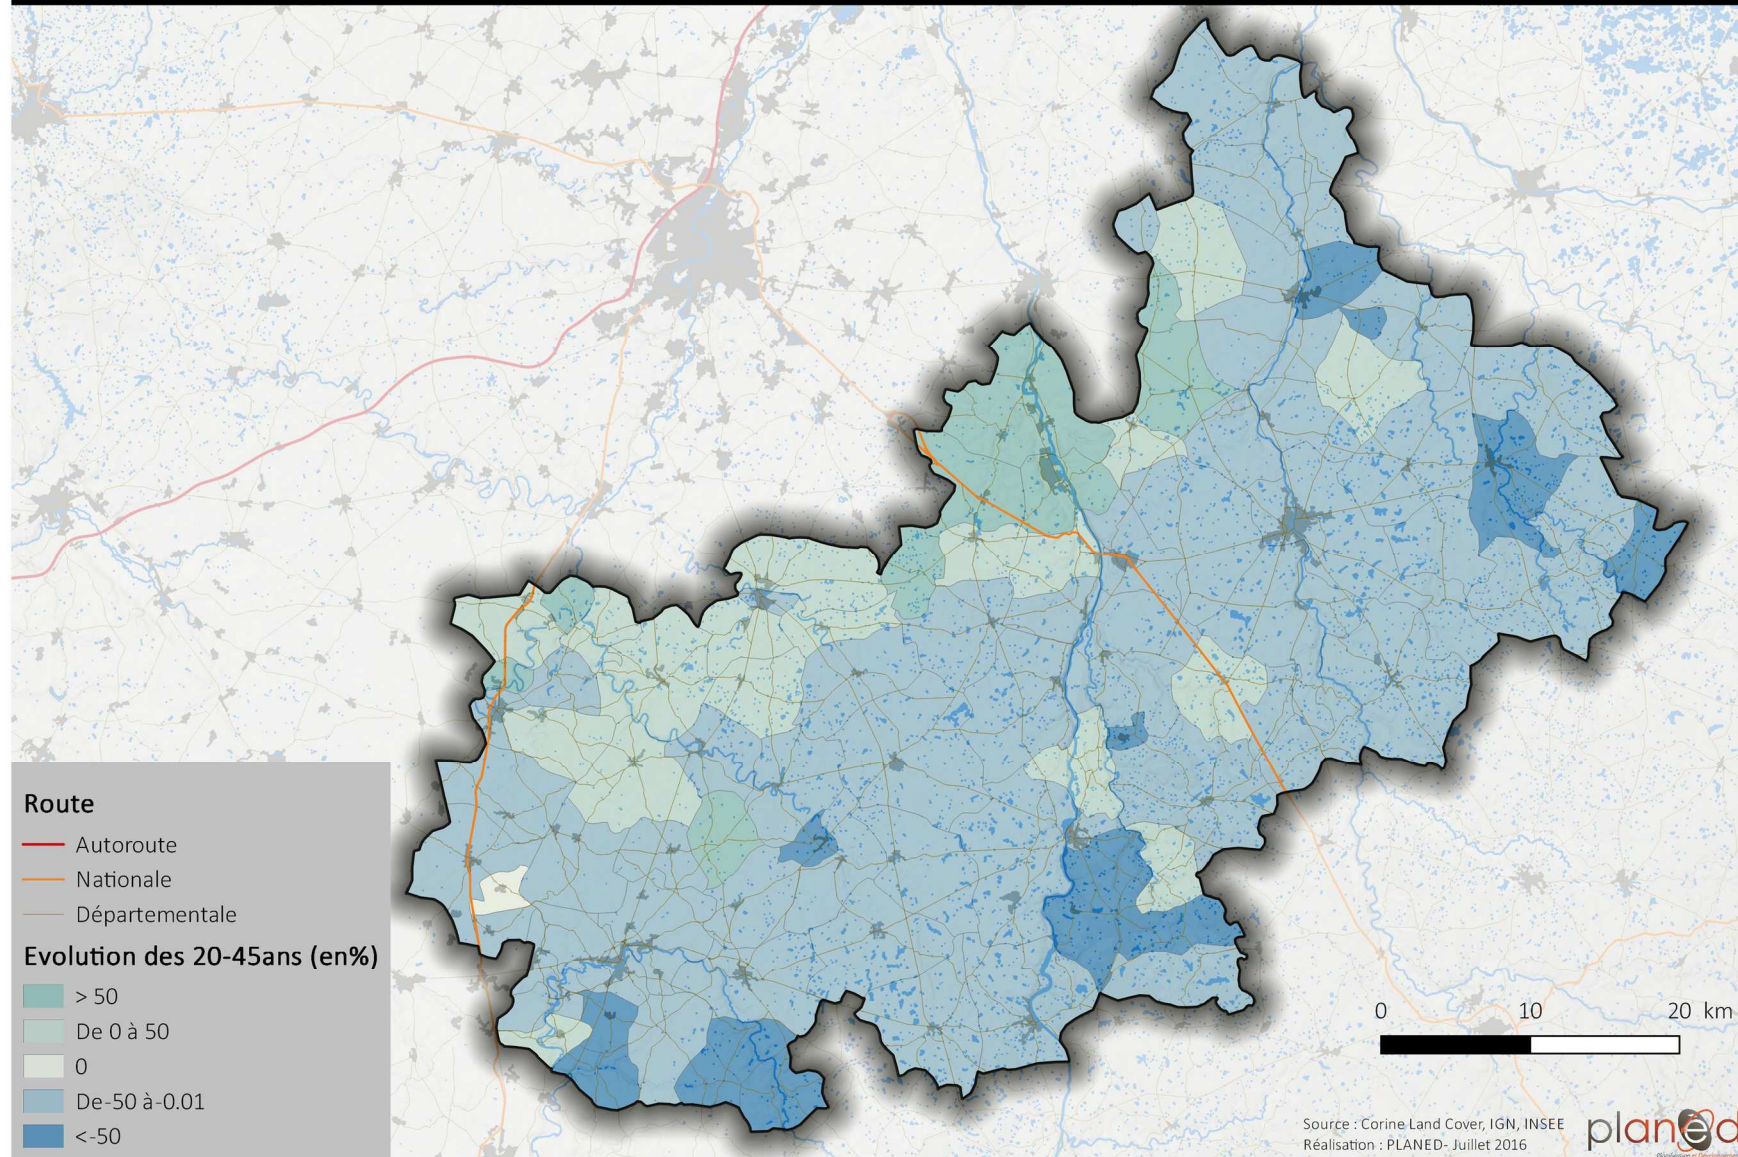 Route
Autoroute
Nationale
Départementale
Evolution des 20-45ans (en%)
> 50
De 0 à 50
0
De-50 à-0.01
<-50
0 10 20 km
Source : Corine Land Cover, IGN, INSEE
Réalisation : PLANED- Juillet 2016
planed